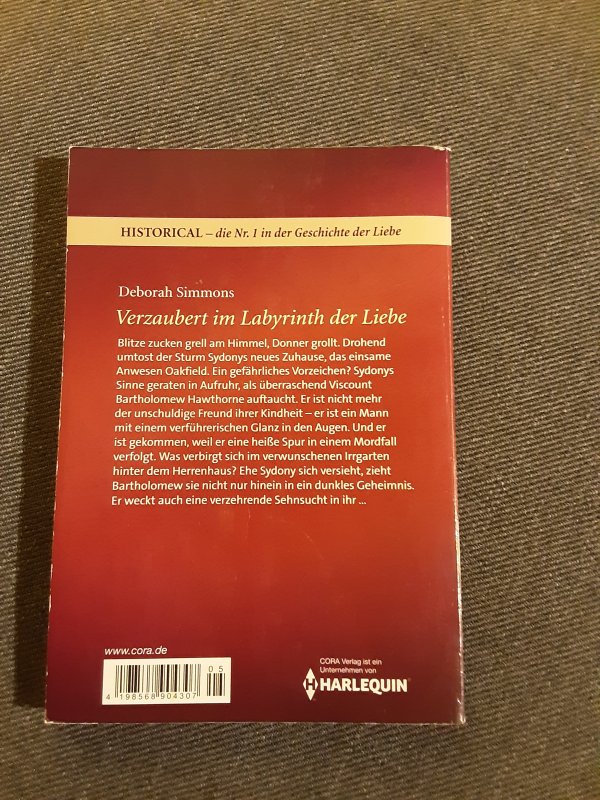 HISTORICAL – die Nr. 1 in der Geschichte der Liebe
Deborah Simmons
Verzaubert im Labyrinth der Liebe
Blitze zucken grell am Himmel, Donner grollt. Drohend
umtost der Sturm Sydonys neues Zuhause, das einsame
Anwesen Oakfield. Ein gefährliches Vorzeichen? Sydonys
Sinne geraten in Aufruhr, als überraschend Viscount
Bartholomew Hawthorne auftaucht. Er ist nicht mehr
der unschuldige Freund ihrer Kindheit – er ist ein Mann
mit einem verführerischen Glanz in den Augen. Und er
ist gekommen, weil er eine heiße Spur in einem Mordfall
verfolgt. Was verbirgt sich im verwunschenen Irrgarten
hinter dem Herrenhaus? Ehe Sydony sich versieht, zieht
Bartholomew sie nicht nur hinein in ein dunkles Geheimnis.
Er weckt auch eine verzehrende Sehnsucht in ihr ...
www.cora.de
05
4 198568 904307
CORA Verlag ist ein
Unternehmen von
HARLEQUIN®